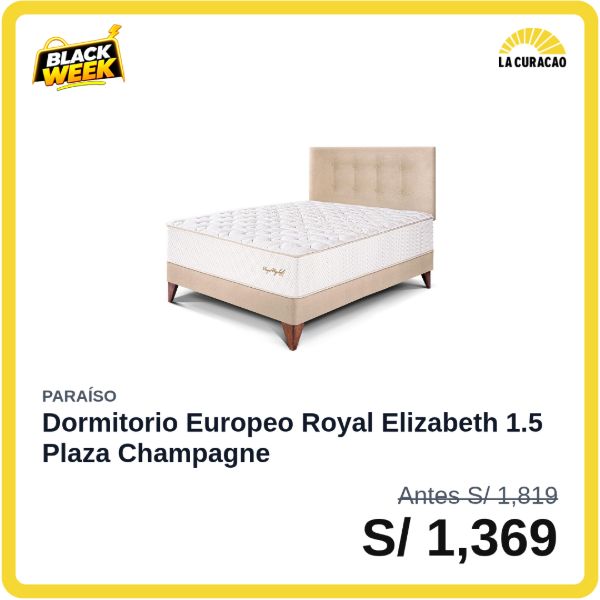 BLACK
WEEK
LA CURACAO
PARAÍSO
Dormitorio Europeo Royal Elizabeth 1.5
Plaza Champagne
Antes S/ 1,819
S/ 1,369